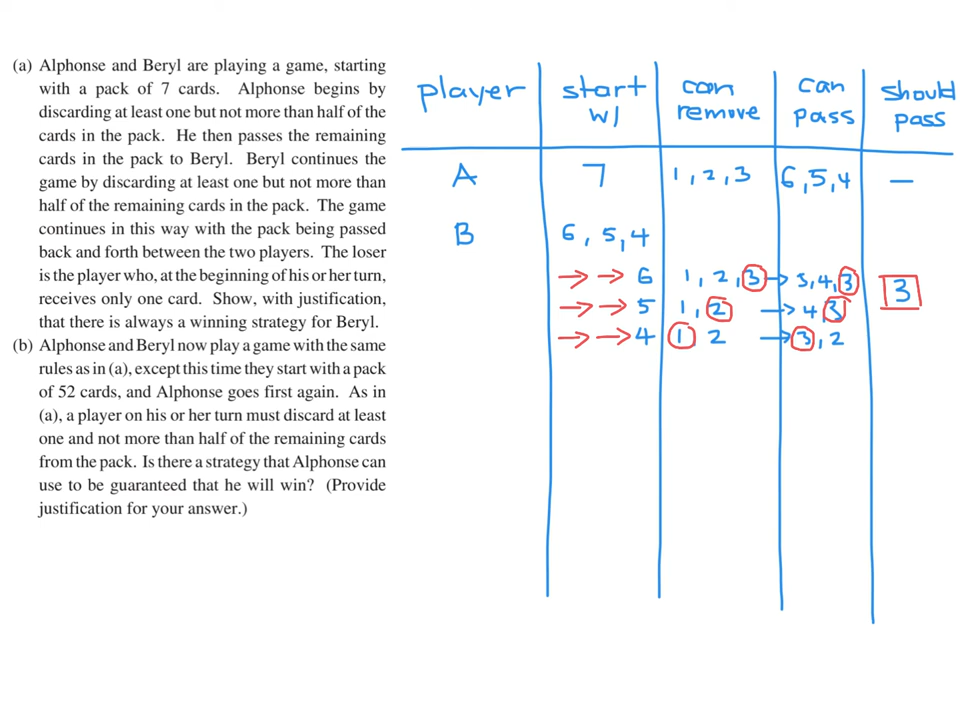 (a) Alphonse and Beryl are playing a game, starting
with a pack of 7 cards. Alphonse begins by
discarding at least one but not more than half of the
cards in the pack. He then passes the remaining
cards in the pack to Beryl. Beryl continues the
game by discarding at least one but not more than
half of the remaining cards in the pack. The game
continues in this way with the pack being passed
back and forth between the two players. The loser
is the player who, at the beginning of his or her turn,
receives only one card. Show, with justification,
that there is always a winning strategy for Beryl.
(b) Alphonse and Beryl now play a game with the same
rules as in (a), except this time they start with a pack
of 52 cards, and Alphonse goes first again. As in
(a), a player on his or her turn must discard at least
one and not more than half of the remaining cards
from the pack. Is there a strategy that Alphonse can
use to be guaranteed that he will win? (Provide
justification for your answer.)
player start w/ can remove can pass should pass
A 7 1, 2, 3 6, 5, 4 —
B 6, 5, 4
→ → 6 1, 2, 3 → 5, 4, 3 3
→ → 5 1, 2 → 4 3
→ → 4 1 2 → 3, 2